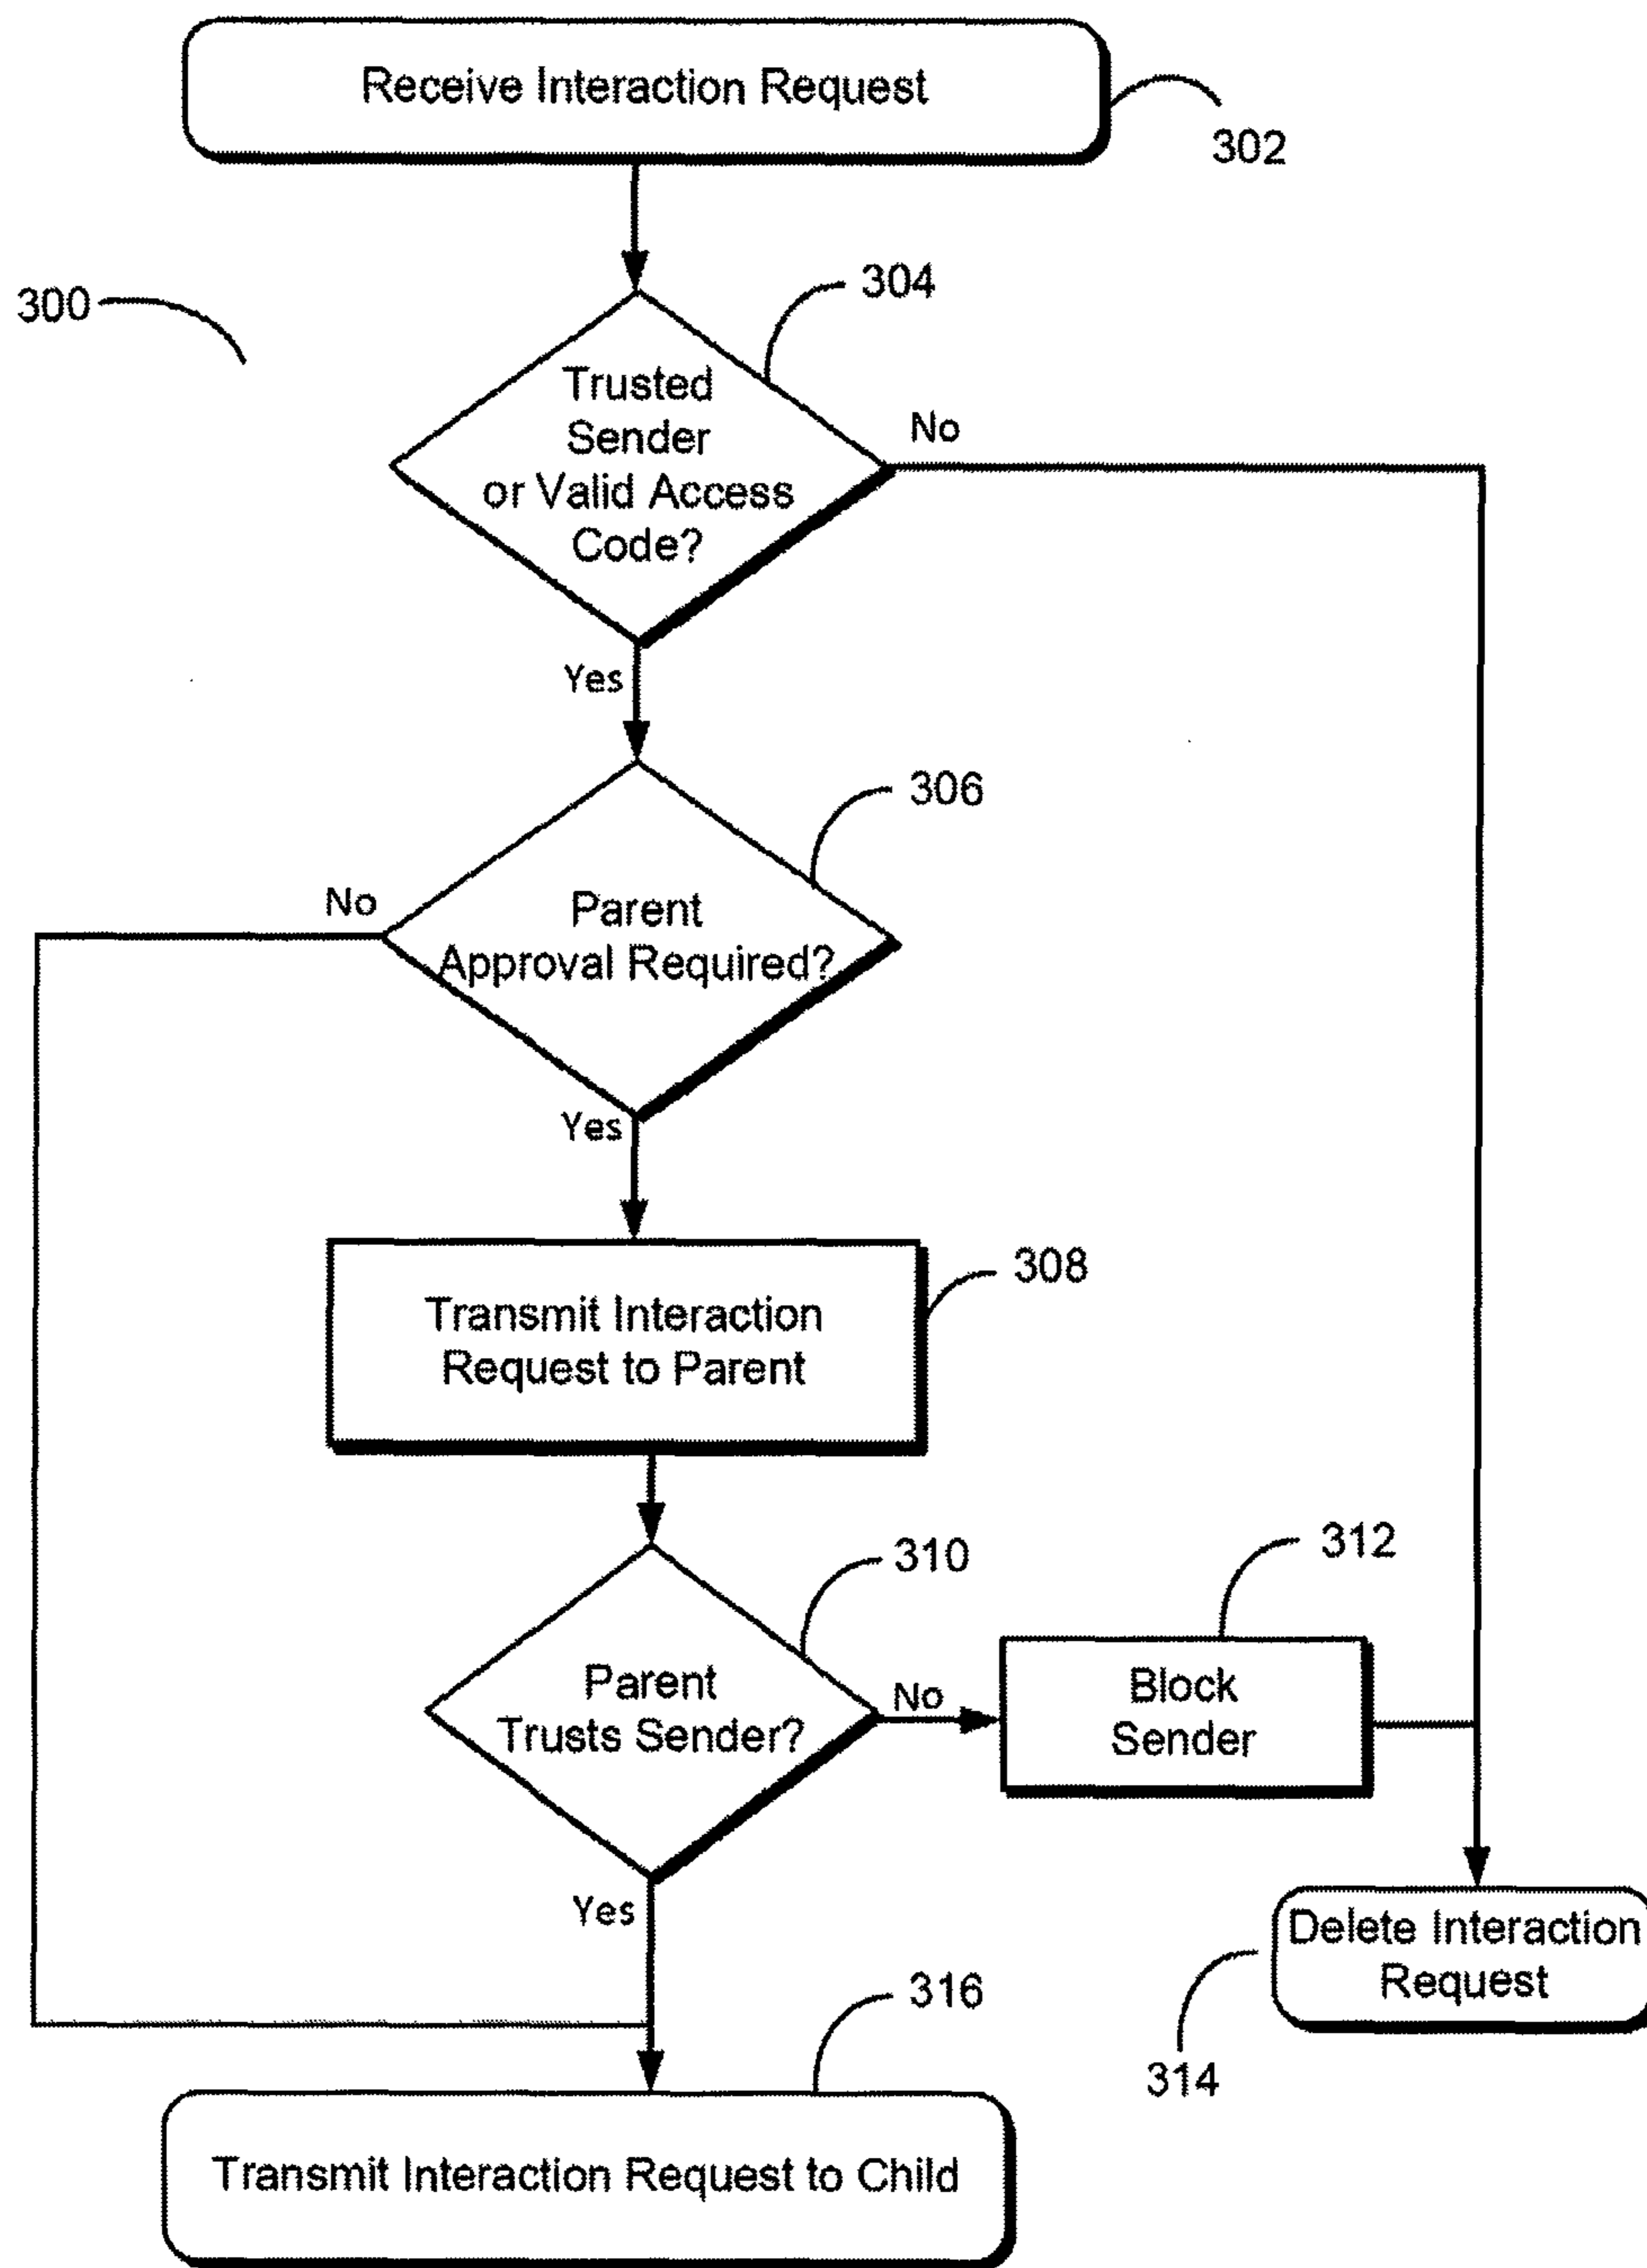 Receive Interaction Request
302
300
304
Trusted
Sender
or Valid Access
Code?
No
Yes
306
No
Parent
Approval Required?
Yes
308
Transmit Interaction
Request to Parent
310
312
Parent
Trusts Sender?
No
Block
Sender
Yes
Delete Interaction
Request
314
316
Transmit Interaction Request to Child